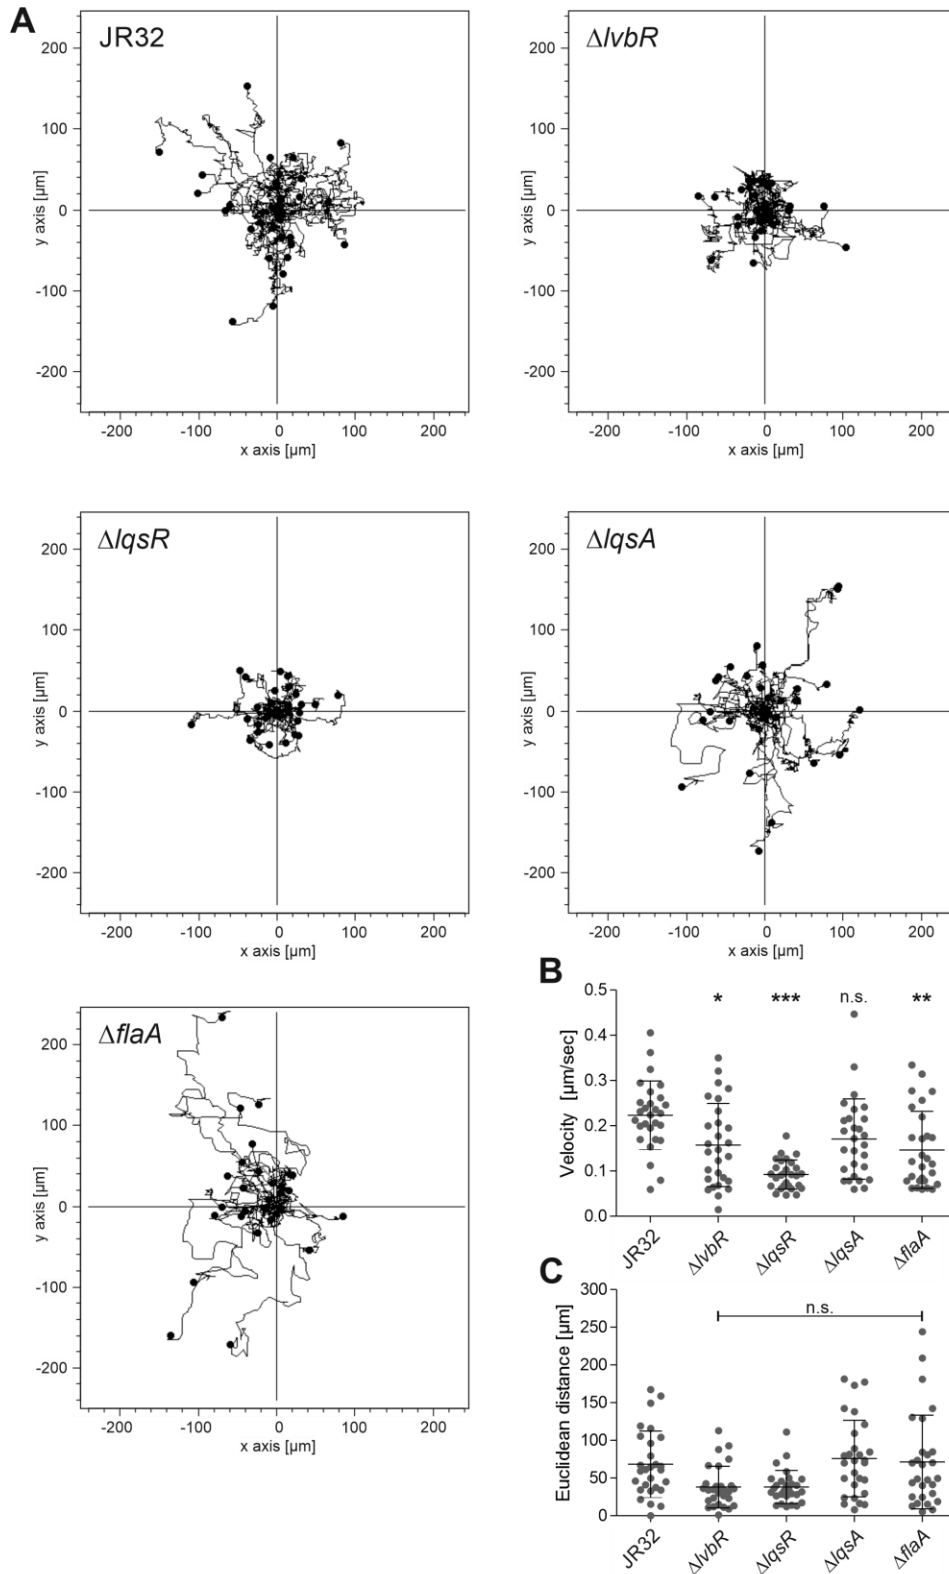 A
JR32
200
100
0
-100
-200
y axis [µm]
-200 -100 0 100 200
x axis [µm]
ΔlvbR
200
100
0
-100
-200
y axis [µm]
-200 -100 0 100 200
x axis [µm]
ΔlqsR
200
100
0
-100
-200
y axis [µm]
-200 -100 0 100 200
x axis [µm]
ΔlqsA
200
100
0
-100
-200
y axis [µm]
-200 -100 0 100 200
x axis [µm]
ΔflaA
200
100
0
-100
-200
y axis [µm]
-200 -100 0 100 200
x axis [µm]
B
* *** n.s. **
0.5
0.4
0.3
0.2
0.1
0.0
Velocity [µm/sec]
JR32 ΔlvbR ΔlqsR ΔlqsA ΔflaA
C
n.s.
300
250
200
150
100
50
0
Euclidean distance [µm]
JR32 ΔlvbR ΔlqsR ΔlqsA ΔflaA